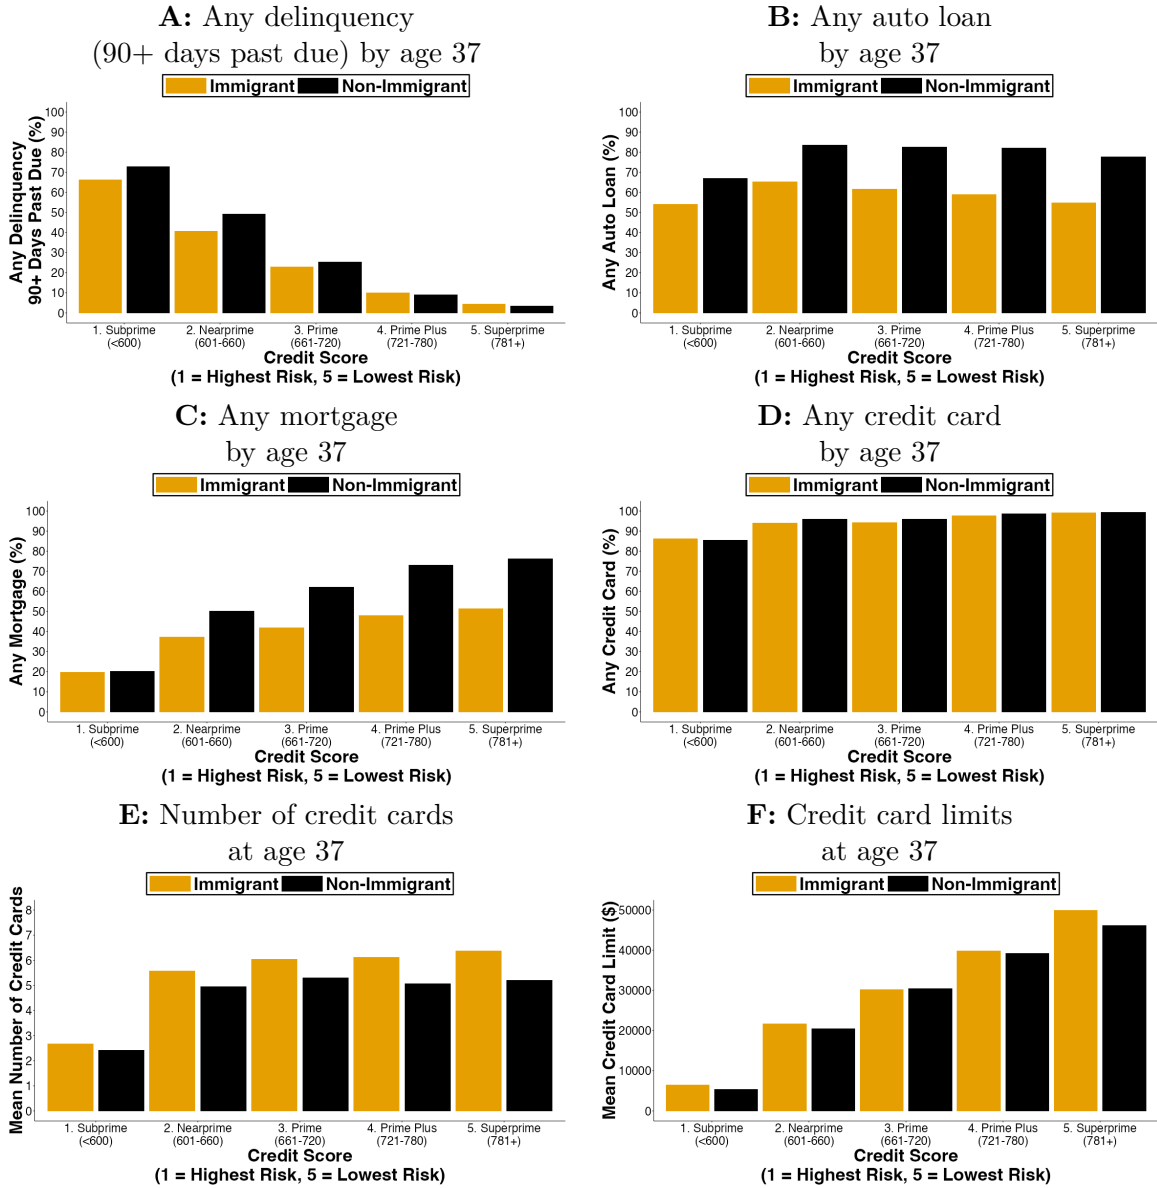 A: Any delinquency
(90+ days past due) by age 37
Immigrant Non-Immigrant
Any Delinquency
90+ Days Past Due (%)
100
90
80
70
60
50
40
30
20
10
0
1. Subprime 2. Nearprime 3. Prime 4. Prime Plus 5. Superprime
(<600) (601-660) (661-720) (721-780) (781+)
Credit Score
(1 = Highest Risk, 5 = Lowest Risk)
B: Any auto loan
by age 37
Immigrant Non-Immigrant
Any Auto Loan (%)
100
90
80
70
60
50
40
30
20
10
0
1. Subprime 2. Nearprime 3. Prime 4. Prime Plus 5. Superprime
(<600) (601-660) (661-720) (721-780) (781+)
Credit Score
(1 = Highest Risk, 5 = Lowest Risk)
C: Any mortgage
by age 37
Immigrant Non-Immigrant
Any Mortgage (%)
100
90
80
70
60
50
40
30
20
10
0
1. Subprime 2. Nearprime 3. Prime 4. Prime Plus 5. Superprime
(<600) (601-660) (661-720) (721-780) (781+)
Credit Score
(1 = Highest Risk, 5 = Lowest Risk)
D: Any credit card
by age 37
Immigrant Non-Immigrant
Any Credit Card (%)
100
90
80
70
60
50
40
30
20
10
0
1. Subprime 2. Nearprime 3. Prime 4. Prime Plus 5. Superprime
(<600) (601-660) (661-720) (721-780) (781+)
Credit Score
(1 = Highest Risk, 5 = Lowest Risk)
E: Number of credit cards
at age 37
Immigrant Non-Immigrant
Mean Number of Credit Cards
8
7
6
5
4
3
2
1
0
1. Subprime 2. Nearprime 3. Prime 4. Prime Plus 5. Superprime
(<600) (601-660) (661-720) (721-780) (781+)
Credit Score
(1 = Highest Risk, 5 = Lowest Risk)
F: Credit card limits
at age 37
Immigrant Non-Immigrant
Mean Credit Card Limit ($)
50000
40000
30000
20000
10000
0
1. Subprime 2. Nearprime 3. Prime 4. Prime Plus 5. Superprime
(<600) (601-660) (661-720) (721-780) (781+)
Credit Score
(1 = Highest Risk, 5 = Lowest Risk)